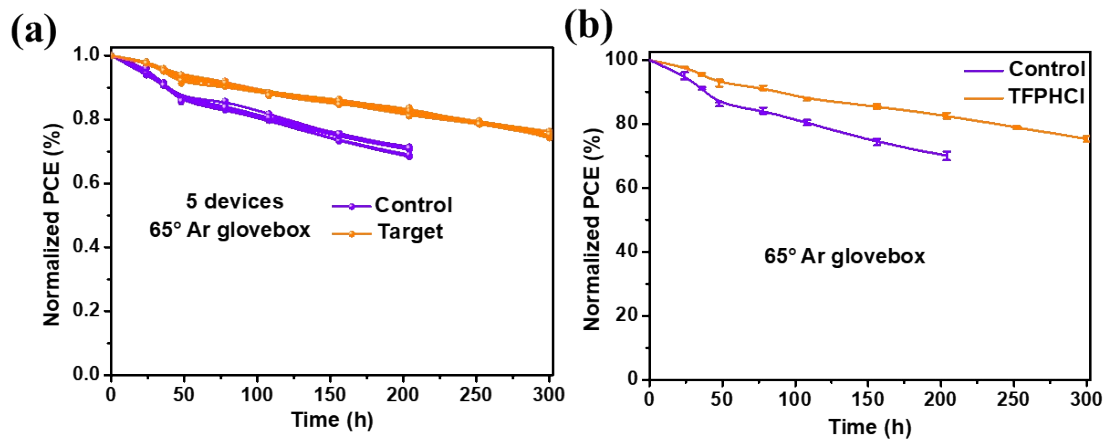 (a)
Normalized PCE (%)
1.0
0.8
0.6
0.4
0.2
0.0
5 devices
65° Ar glovebox
Control
Target
0 50 100 150 200 250 300
Time (h)
(b)
Normalized PCE (%)
100
80
60
40
20
0
Control
TFPHCl
65° Ar glovebox
0 50 100 150 200 250 300
Time (h)